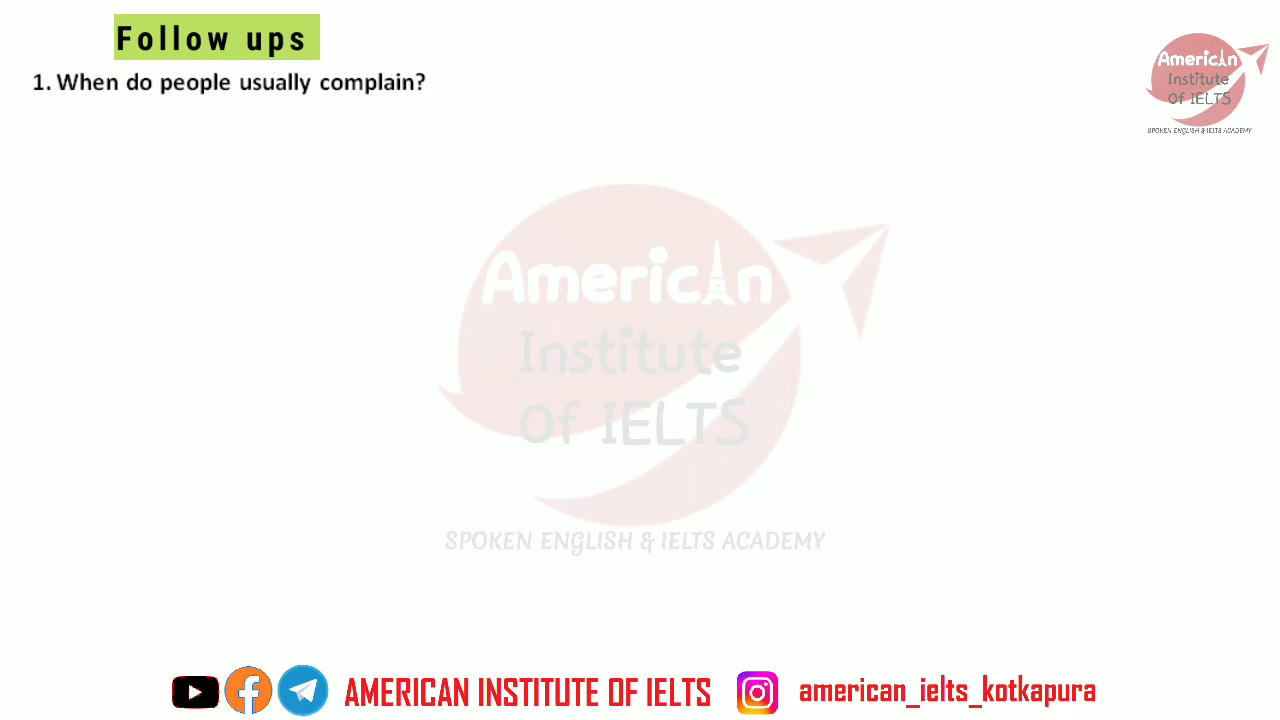 Follow ups
1. When do people usually complain?
American
Institute
Of IELTS
SPOKEN ENGLISH & IELTS ACADEMY
American
Institute
Of IELTS
SPOKEN ENGLISH & IELTS ACADEMY
AMERICAN INSTITUTE OF IELTS
american_ielts_kotkapura